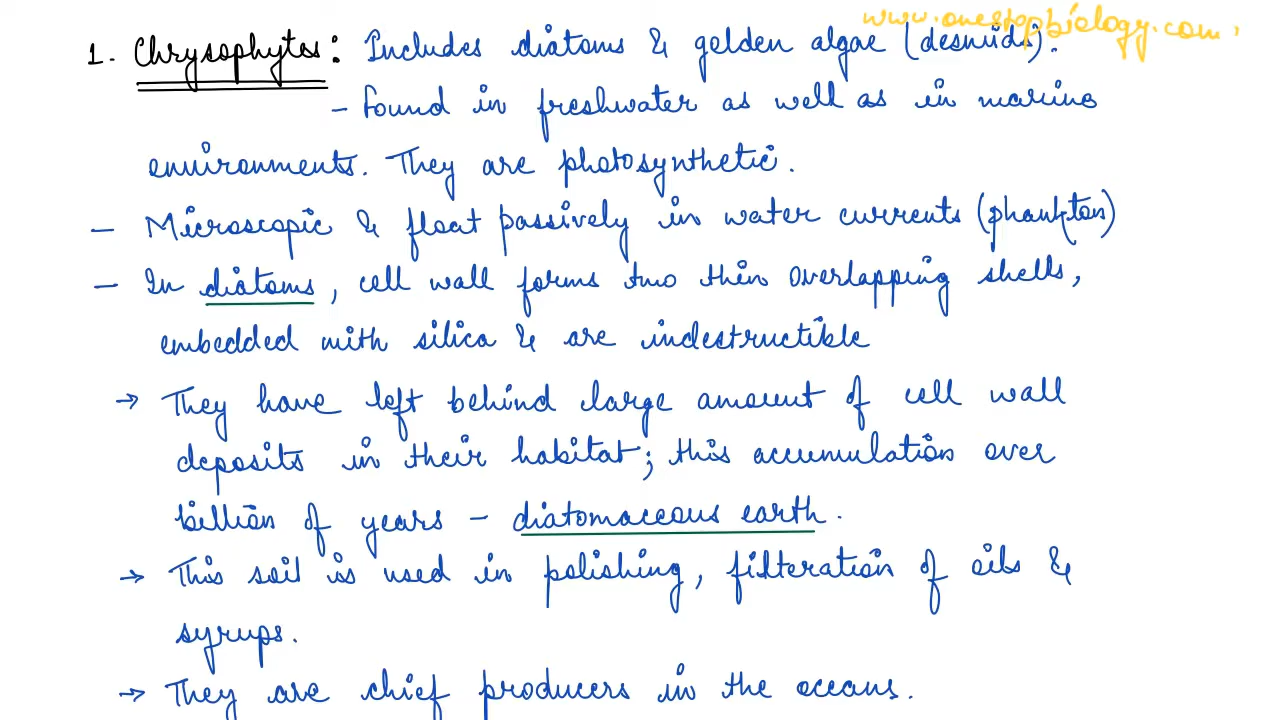 www.onestopbiology.com
1. Chrysophytes: Includes diatoms & golden algae (desmids).
- Found in freshwater as well as in marine
environments. They are photosynthetic.
- Microscopic & float passively in water currents (phankton)
- In diatoms, cell wall forms two thin overlapping shells,
embedded with silica & are indestructible
→ They have left behind large amount of cell wall
deposits in their habitat; this accumulation over
billion of years - diatomaceous earth.
→ This soil is used in polishing, filteration of oils &
syrups.
→ They are chief producers in the oceans.